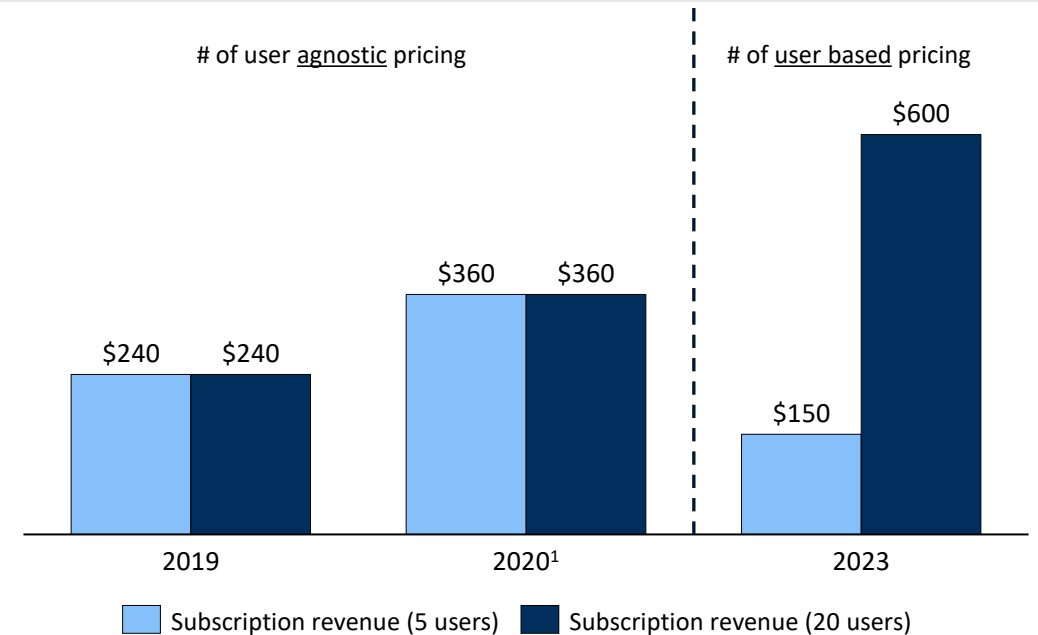 # of user agnostic pricing
# of user based pricing
$600
$360 $360
$240 $240
$150
2019 2020¹ 2023
Subscription revenue (5 users) Subscription revenue (20 users)